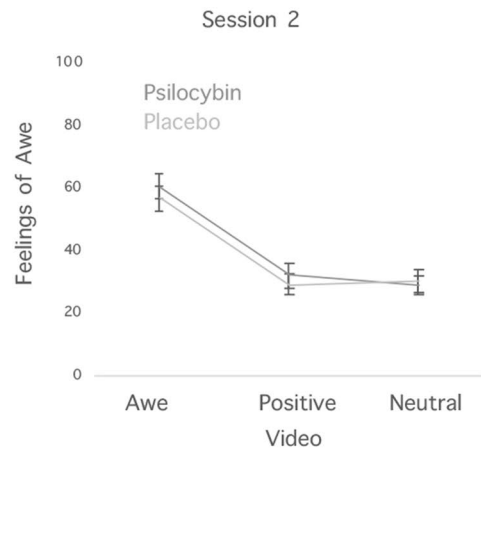 Session 2
100
80
60
40
20
0
Feelings of Awe
Psilocybin
Placebo
Awe
Positive
Neutral
Video